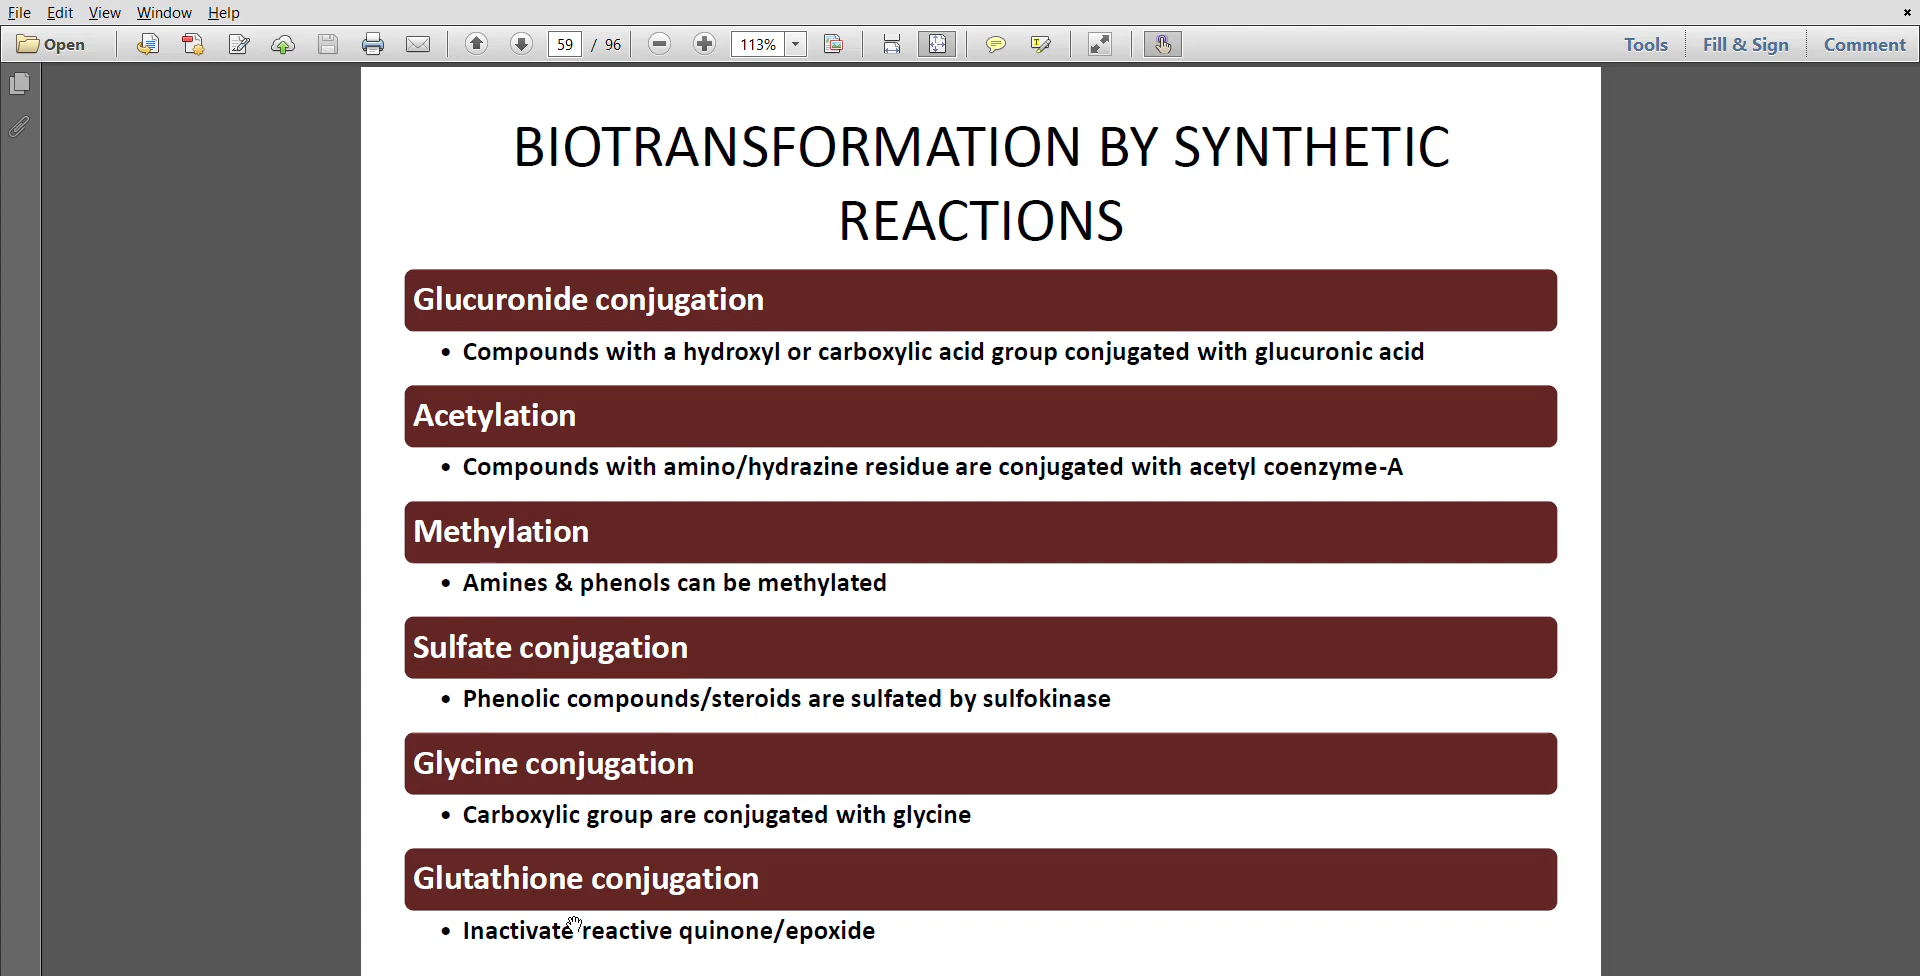 File Edit View Window Help
Open 59 / 96 113% Tools Fill & Sign Comment
BIOTRANSFORMATION BY SYNTHETIC
REACTIONS
Glucuronide conjugation
• Compounds with a hydroxyl or carboxylic acid group conjugated with glucuronic acid
Acetylation
• Compounds with amino/hydrazine residue are conjugated with acetyl coenzyme-A
Methylation
• Amines & phenols can be methylated
Sulfate conjugation
• Phenolic compounds/steroids are sulfated by sulfokinase
Glycine conjugation
• Carboxylic group are conjugated with glycine
Glutathione conjugation
• Inactivate reactive quinone/epoxide